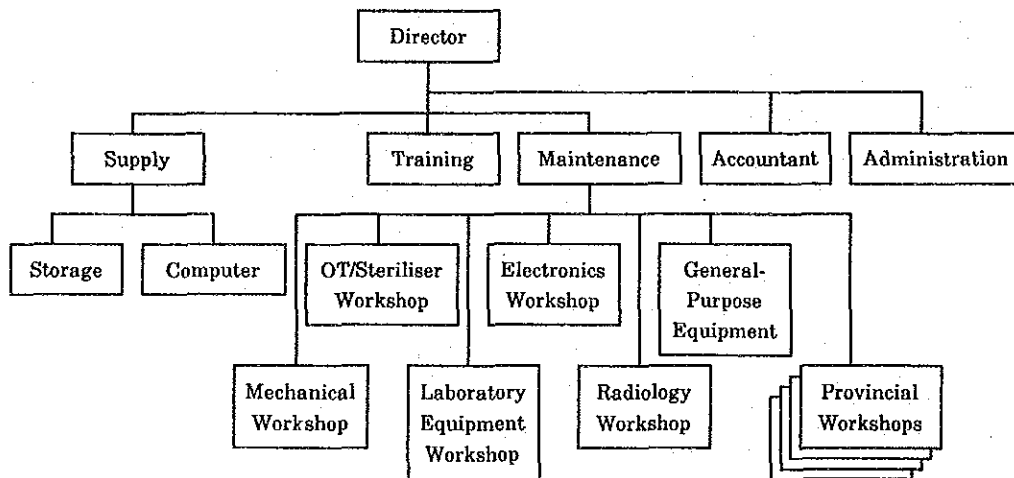 Director
Supply
Training
Maintenance
Accountant
Administration
Storage
Computer
OT/Steriliser
Workshop
Electronics
Workshop
General-
Purpose
Equipment
Mechanical
Workshop
Laboratory
Equipment
Workshop
Radiology
Workshop
Provincial
Workshops